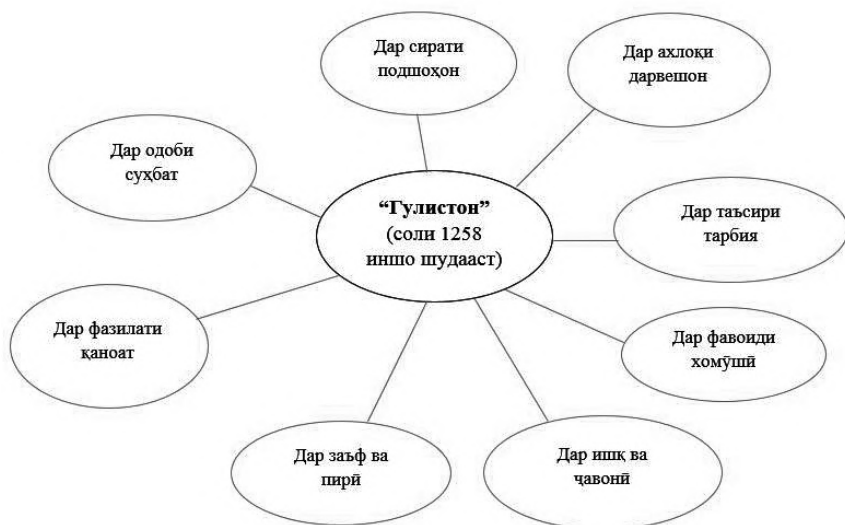 Дар сирати
подшоҳон
Дар ахлоқи
дарвешон
Дар одоби
суҳбат
“Гулистон”
(соли 1258
иншо шудааст)
Дар таъсири
тарбия
Дар фазилати
қаноат
Дар фавоиди
хомӯшӣ
Дар заъф ва
пирӣ
Дар ишқ ва
ҷавонӣ